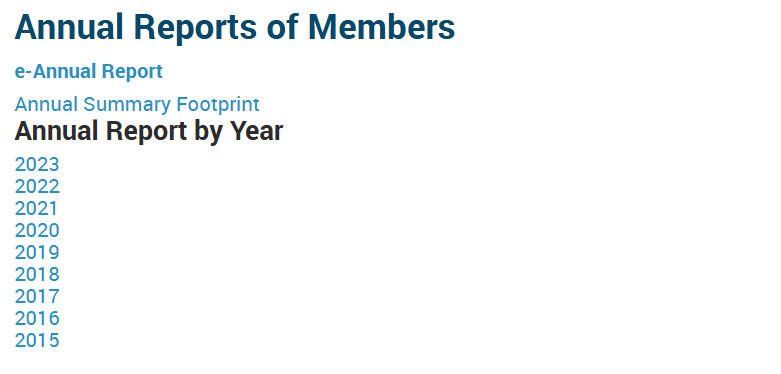 Annual Reports of Members
e-Annual Report
Annual Summary Footprint
Annual Report by Year
2023
2022
2021
2020
2019
2018
2017
2016
2015